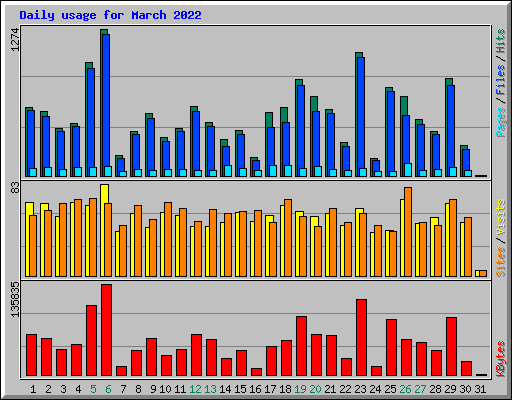 Daily usage for March 2022
1274
Pages / Files / Hits
83
Sites / Visits
135835
KBytes
1 2 3 4 5 6 7 8 9 10 11 12 13 14 15 16 17 18 19 20 21 22 23 24 25 26 27 28 29 30 31